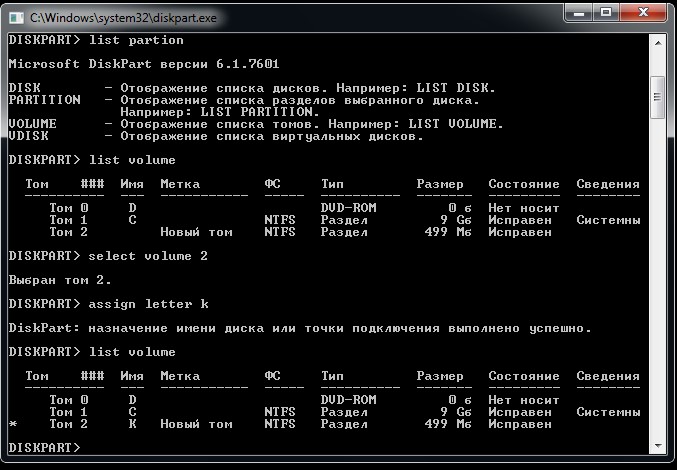 C:\Windows\system32\diskpart.exe
DISKPART> list partion
Microsoft DiskPart версии 6.1.7601
DISK - Отображение списка дисков. Например: LIST DISK.
PARTITION - Отображение списка разделов выбранного диска.
Например: LIST PARTITION.
VOLUME - Отображение списка томов. Например: LIST VOLUME.
VDISK - Отображение списка виртуальных дисков.
DISKPART> list volume
Том ### Имя Метка ФС Тип Размер Состояние Сведения
---------- --- ----------- ----- ---------- ------- --------- --------
Том 0 D DVD-ROM 0 б Нет носит
Том 1 C NTFS Раздел 9 Gб Исправен Системны
Том 2 Новый том NTFS Раздел 499 Mб Исправен
DISKPART> select volume 2
Выбран том 2.
DISKPART> assign letter k
DiskPart: назначение имени диска или точки подключения выполнено успешно.
DISKPART> list volume
Том ### Имя Метка ФС Тип Размер Состояние Сведения
---------- --- ----------- ----- ---------- ------- --------- --------
Том 0 D DVD-ROM 0 б Нет носит
Том 1 C NTFS Раздел 9 Gб Исправен Системны
* Том 2 K Новый том NTFS Раздел 499 Mб Исправен
DISKPART>